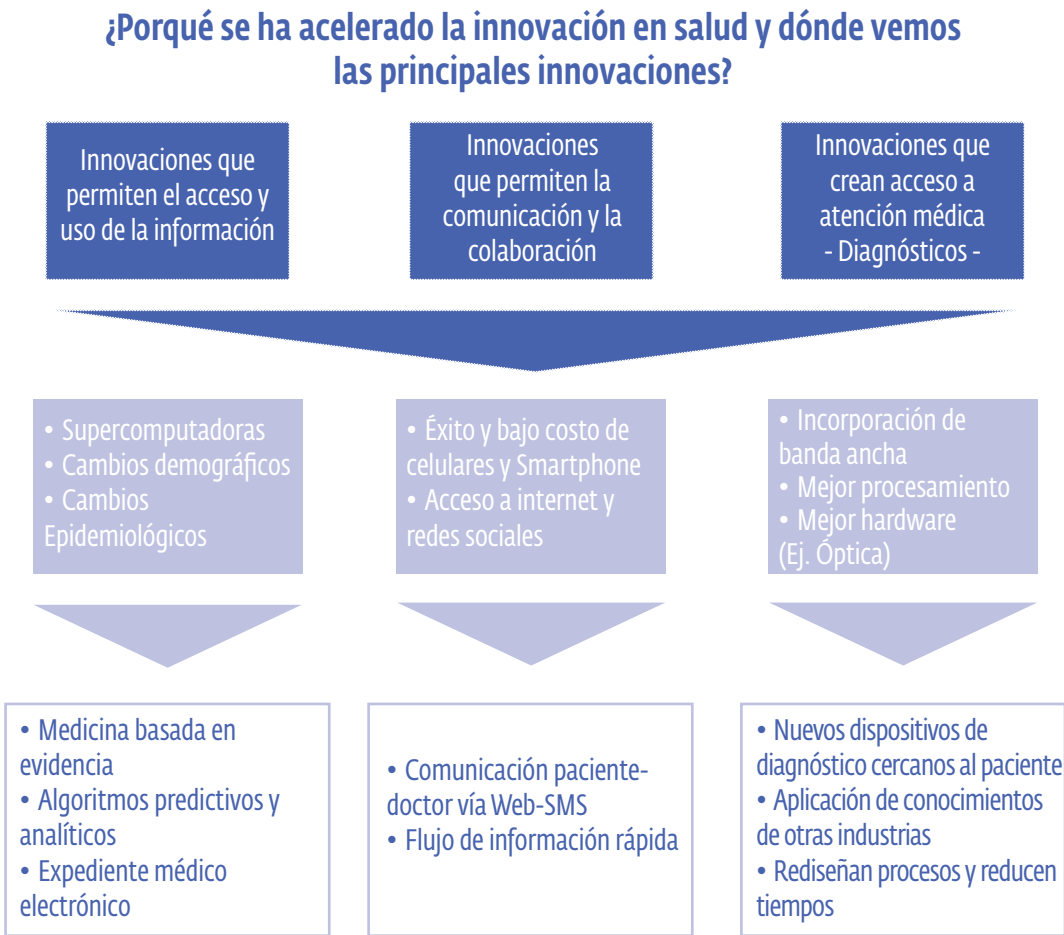 ¿Porqué se ha acelerado la innovación en salud y dónde vemos
las principales innovaciones?
Innovaciones que
permiten el acceso y
uso de la información
Innovaciones
que permiten la
comunicación y la
colaboración
Innovaciones que
crean acceso a
atención médica
- Diagnósticos -
• Supercomputadoras
• Cambios demográficos
• Cambios
Epidemiológicos
• Éxito y bajo costo de
celulares y Smartphone
• Acceso a internet y
redes sociales
• Incorporación de
banda ancha
• Mejor procesamiento
• Mejor hardware
(Ej. Óptica)
• Medicina basada en
evidencia
• Algoritmos predictivos y
analíticos
• Expediente médico
electrónico
• Comunicación paciente-
doctor vía Web-SMS
• Flujo de información rápida
• Nuevos dispositivos de
diagnóstico cercanos al paciente
• Aplicación de conocimientos
de otras industrias
• Rediseñan procesos y reducen
tiempos